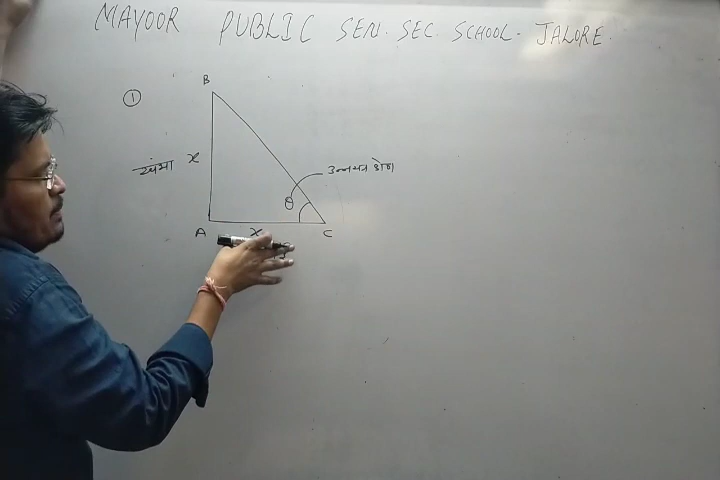 MAYOOR PUBLIC SEN. SEC. SCHOOL. JALORE.
①
B
खंभा x
उन्नयन कोण
θ
A x C